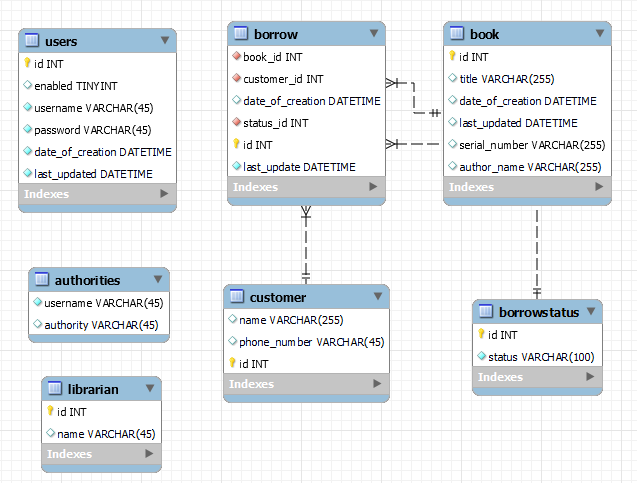 users
id INT
enabled TINYINT
username VARCHAR(45)
password VARCHAR(45)
date_of_creation DATETIME
last_updated DATETIME
Indexes
borrow
book_id INT
customer_id INT
date_of_creation DATETIME
status_id INT
id INT
last_update DATETIME
Indexes
book
id INT
title VARCHAR(255)
date_of_creation DATETIME
last_updated DATETIME
serial_number VARCHAR(255)
author_name VARCHAR(255)
Indexes
authorities
username VARCHAR(45)
authority VARCHAR(45)
Indexes
customer
name VARCHAR(255)
phone_number VARCHAR(45)
id INT
Indexes
borrowstatus
id INT
status VARCHAR(100)
Indexes
librarian
id INT
name VARCHAR(45)
Indexes